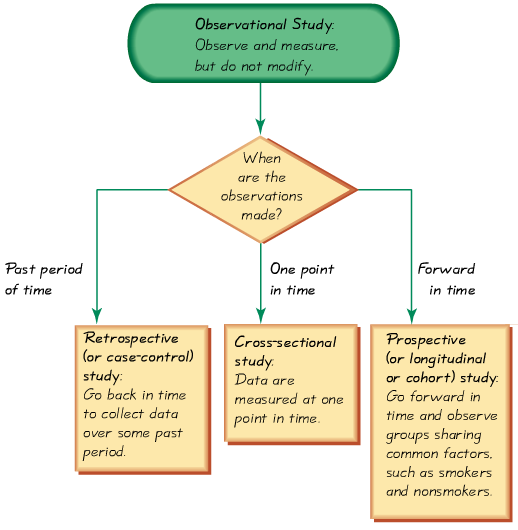 Observational Study:
Observe and measure,
but do not modify.
When
are the
observations
made?
Past period
of time
One point
in time
Forward
in time
Retrospective
(or case-control)
study:
Go back in time
to collect data
over some past
period.
Cross-sectional
study:
Data are
measured at one
point in time.
Prospective
(or longitudinal
or cohort) study:
Go forward in
time and observe
groups sharing
common factors,
such as smokers
and nonsmokers.